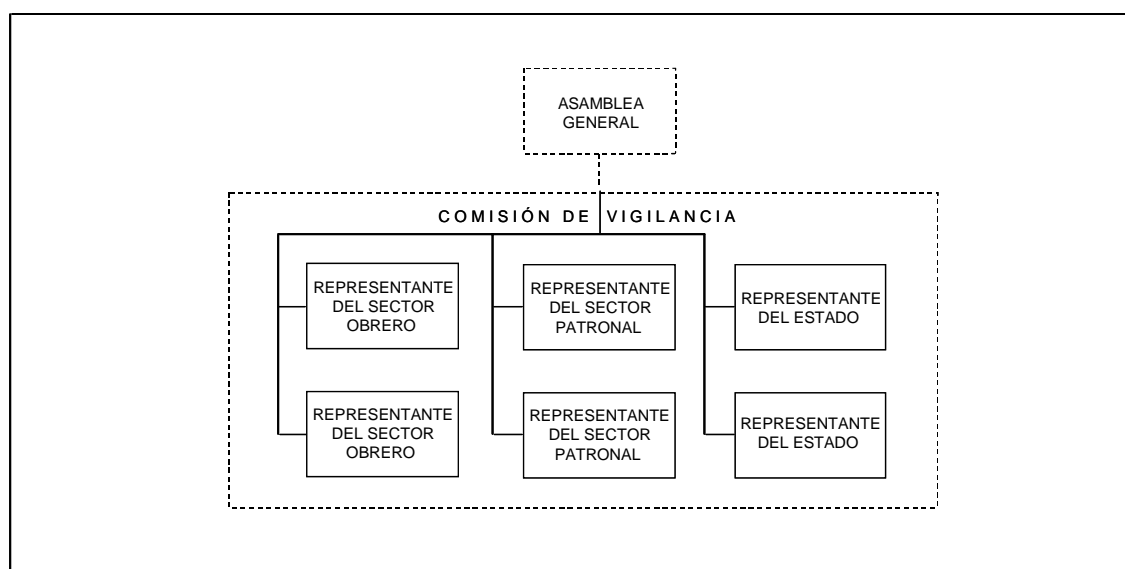 ASAMBLEA
GENERAL
COMISIÓN DE VIGILANCIA
REPRESENTANTE
DEL SECTOR
OBRERO
REPRESENTANTE
DEL SECTOR
PATRONAL
REPRESENTANTE
DEL ESTADO
REPRESENTANTE
DEL SECTOR
OBRERO
REPRESENTANTE
DEL SECTOR
PATRONAL
REPRESENTANTE
DEL ESTADO